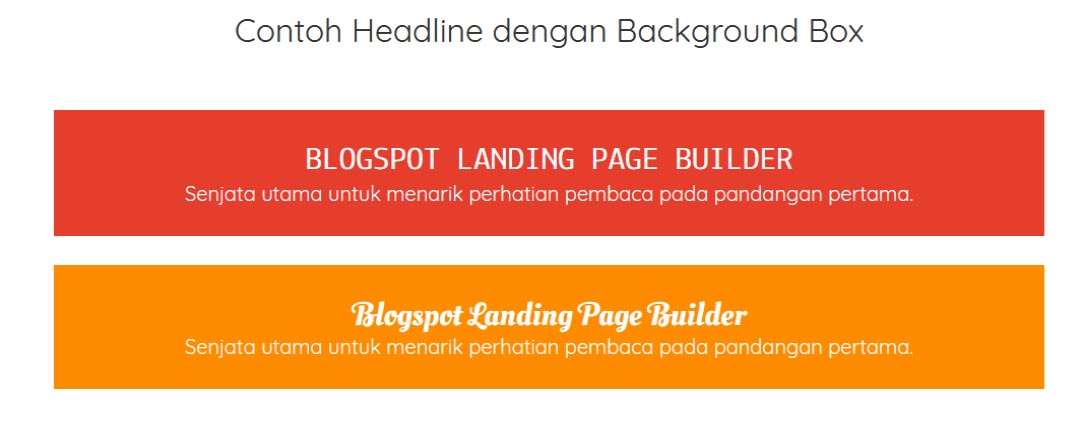 Contoh Headline dengan Background Box
BLOGSPOT LANDING PAGE BUILDER
Senjata utama untuk menarik perhatian pembaca pada pandangan pertama.
Blogspot Landing Page Builder
Senjata utama untuk menarik perhatian pembaca pada pandangan pertama.